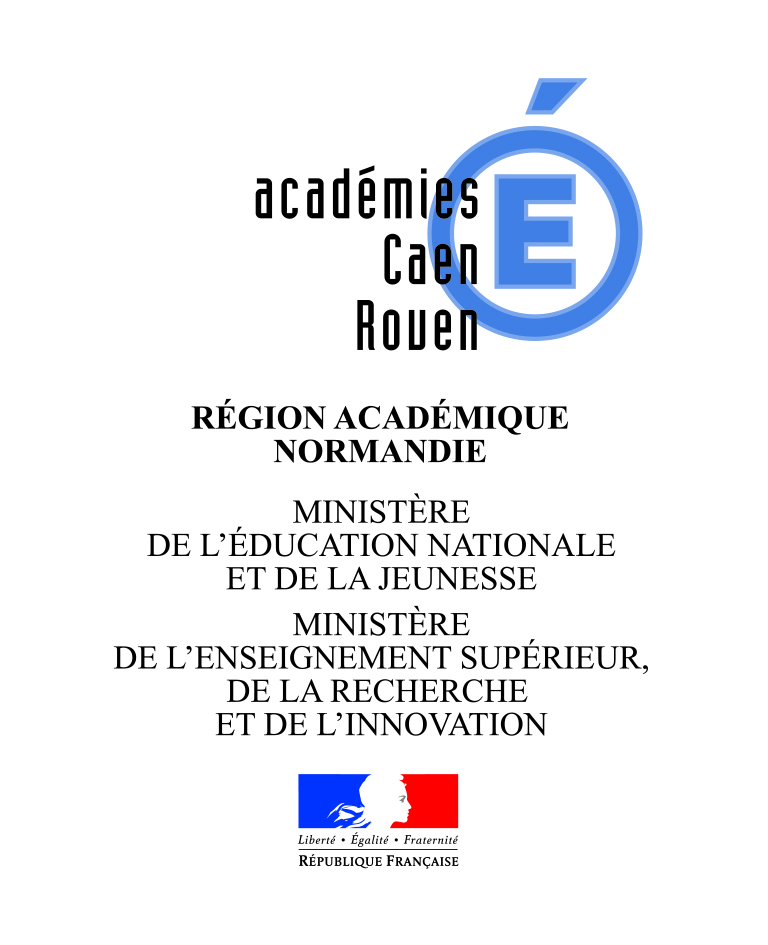 É
académies
Caen
Rouen
RÉGION ACADÉMIQUE
NORMANDIE
MINISTÈRE
DE L’ÉDUCATION NATIONALE
ET DE LA JEUNESSE
MINISTÈRE
DE L’ENSEIGNEMENT SUPÉRIEUR,
DE LA RECHERCHE
ET DE L’INNOVATION
Liberté • Égalité • Fraternité
RÉPUBLIQUE FRANÇAISE